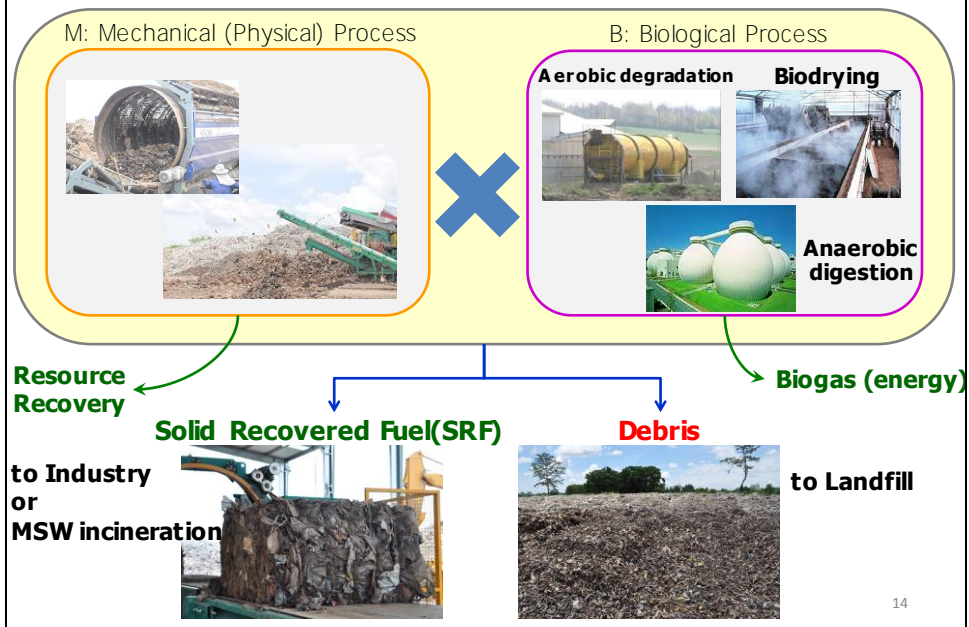 M: Mechanical (Physical) Process
B: Biological Process
Aerobic degradation
Biodrying
Anaerobic
digestion
Resource
Recovery
Biogas (energy)
Solid Recovered Fuel(SRF)
Debris
to Industry
or
MSW incineration
to Landfill
14